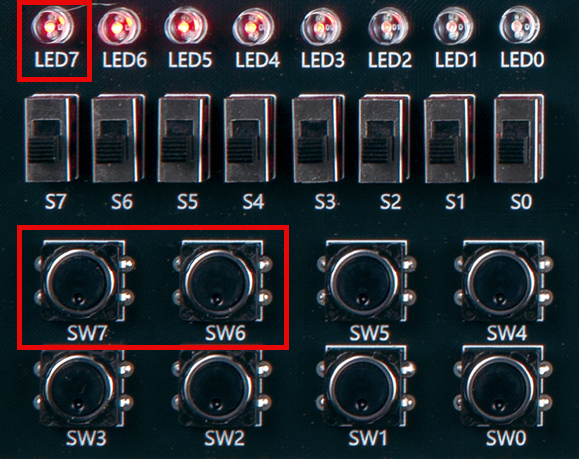 LED7 LED6 LED5 LED4 LED3 LED2 LED1 LED0
S7 S6 S5 S4 S3 S2 S1 S0
SW7 SW6 SW5 SW4
SW3 SW2 SW1 SW0